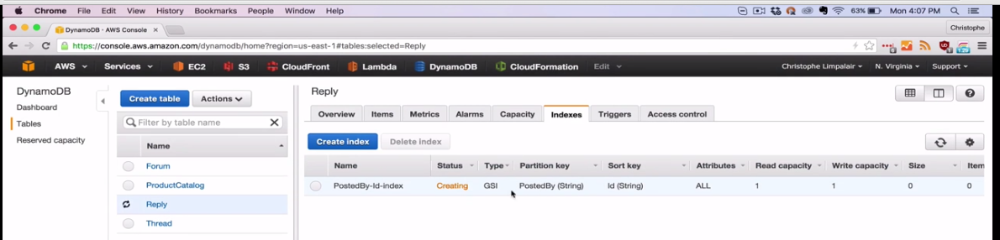 Chrome File Edit View History Bookmarks People Window Help 63% Mon 4:07 PM
DynamoDB · AWS Console
Christophe
https://console.aws.amazon.com/dynamodb/home?region=us-east-1#tables:selected=Reply
AWS Services EC2 S3 CloudFront Lambda DynamoDB CloudFormation Edit Christophe Limpalair N. Virginia Support
DynamoDB
Dashboard
Tables
Reserved capacity
Create table Actions
Filter by table name
Name
Forum
ProductCatalog
Reply
Thread
Reply
Overview Items Metrics Alarms Capacity Indexes Triggers Access control
Create index Delete index
Name Status Type Partition key Sort key Attributes Read capacity Write capacity Size Item
PostedBy-Id-index Creating GSI PostedBy (String) Id (String) ALL 1 1 0 0